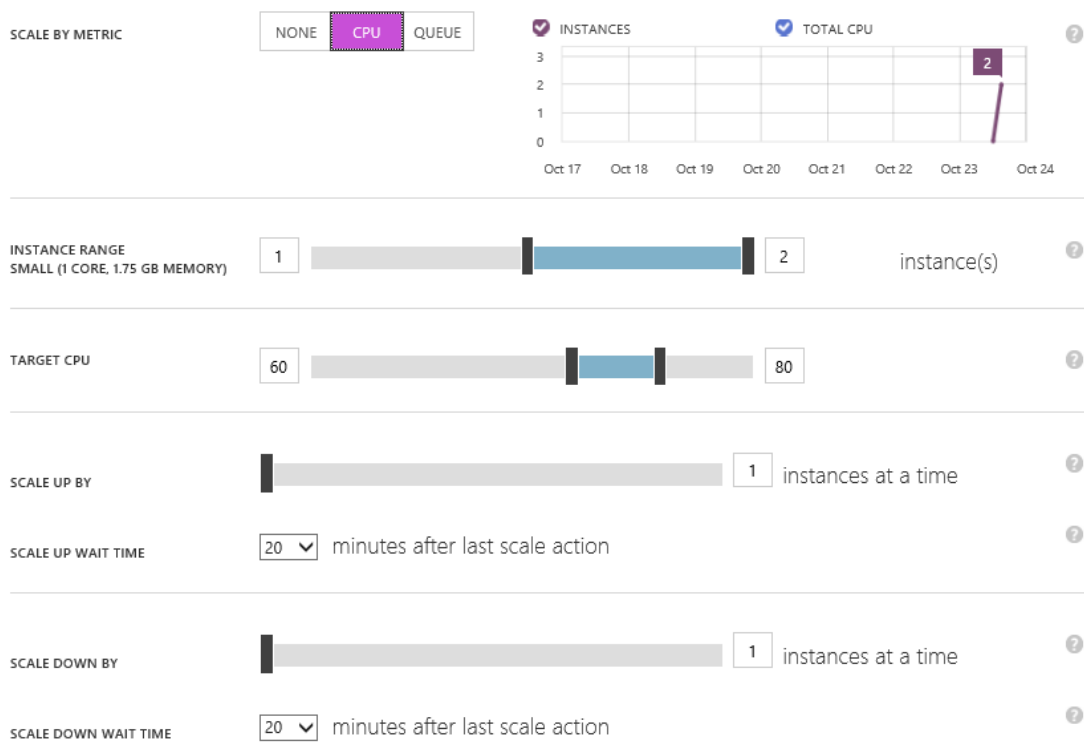 SCALE BY METRIC
NONE CPU QUEUE
INSTANCES TOTAL CPU
3
2
2
1
0
Oct 17 Oct 18 Oct 19 Oct 20 Oct 21 Oct 22 Oct 23 Oct 24
INSTANCE RANGE
SMALL (1 CORE, 1.75 GB MEMORY)
1 2 instance(s)
?
TARGET CPU
60 80
?
SCALE UP BY
1 instances at a time
?
SCALE UP WAIT TIME
20 minutes after last scale action
?
SCALE DOWN BY
1 instances at a time
?
SCALE DOWN WAIT TIME
20 minutes after last scale action
?